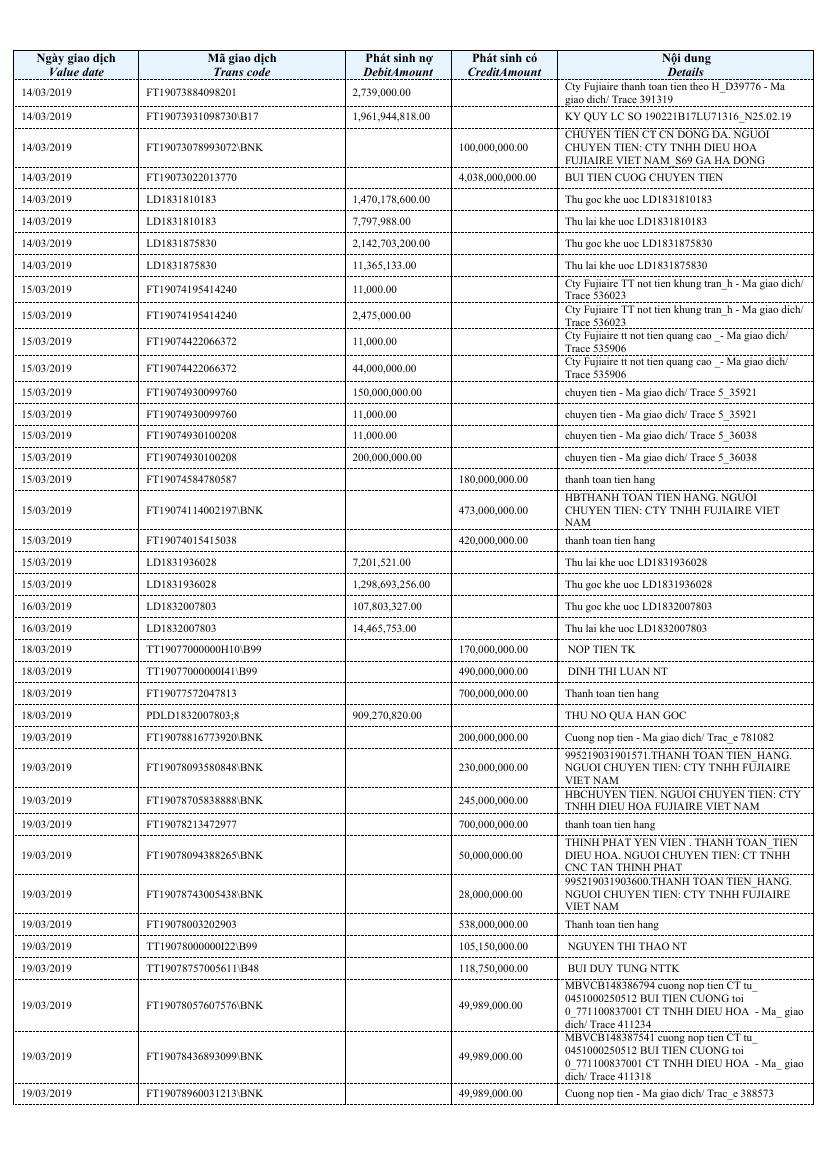 Ngày giao dịch Mã giao dịch Phát sinh nợ Phát sinh có Nội dung
Value date Trans code DebitAmount CreditAmount Details
14/03/2019 FT19073884098201 2,739,000.00 Cty Fujiaire thanh toan tien theo H_D39776 - Ma
giao dich/ Trace 391319
14/03/2019 FT19073931098730\B17 1,961,944,818.00 KY QUY LC SO 190221B17LU71316_N25.02.19
14/03/2019 FT19073078993072\BNK 100,000,000.00 CHUYEN TIEN CT CN DONG DA. NGUOI
CHUYEN TIEN: CTY TNHH DIEU HOA
FUJIAIRE VIET NAM_S69 GA HA DONG
14/03/2019 FT19073022013770 4,038,000,000.00 BUI TIEN CUOG CHUYEN TIEN
14/03/2019 LD1831810183 1,470,178,600.00 Thu goc khe uoc LD1831810183
14/03/2019 LD1831810183 7,797,988.00 Thu lai khe uoc LD1831810183
14/03/2019 LD1831875830 2,142,703,200.00 Thu goc khe uoc LD1831875830
14/03/2019 LD1831875830 11,365,133.00 Thu lai khe uoc LD1831875830
15/03/2019 FT19074195414240 11,000.00 Cty Fujiaire TT not tien khung tran_h - Ma giao dich/
Trace 536023
15/03/2019 FT19074195414240 2,475,000.00 Cty Fujiaire TT not tien khung tran_h - Ma giao dich/
Trace 536023
15/03/2019 FT19074422066372 11,000.00 Cty Fujiaire tt not tien quang cao _- Ma giao dich/
Trace 535906
15/03/2019 FT19074422066372 44,000,000.00 Cty Fujiaire tt not tien quang cao _- Ma giao dich/
Trace 535906
15/03/2019 FT19074930099760 150,000,000.00 chuyen tien - Ma giao dich/ Trace 5_35921
15/03/2019 FT19074930099760 11,000.00 chuyen tien - Ma giao dich/ Trace 5_35921
15/03/2019 FT19074930100208 11,000.00 chuyen tien - Ma giao dich/ Trace 5_36038
15/03/2019 FT19074930100208 200,000,000.00 chuyen tien - Ma giao dich/ Trace 5_36038
15/03/2019 FT19074584780587 180,000,000.00 thanh toan tien hang
15/03/2019 FT19074114002197\BNK 473,000,000.00 HBTHANH TOAN TIEN HANG. NGUOI
CHUYEN TIEN: CTY TNHH FUJIAIRE VIET
NAM
15/03/2019 FT19074015415038 420,000,000.00 thanh toan tien hang
15/03/2019 LD1831936028 7,201,521.00 Thu lai khe uoc LD1831936028
15/03/2019 LD1831936028 1,298,693,256.00 Thu goc khe uoc LD1831936028
16/03/2019 LD1832007803 107,803,327.00 Thu goc khe uoc LD1832007803
16/03/2019 LD1832007803 14,465,753.00 Thu lai khe uoc LD1832007803
18/03/2019 TT19077000000H10\B99 170,000,000.00 NOP TIEN TK
18/03/2019 TT19077000000I41\B99 490,000,000.00 DINH THI LUAN NT
18/03/2019 FT19077572047813 700,000,000.00 Thanh toan tien hang
18/03/2019 PDLD1832007803;8 909,270,820.00 THU NO QUA HAN GOC
19/03/2019 FT19078816773920\BNK 200,000,000.00 Cuong nop tien - Ma giao dich/ Trac_e 781082
19/03/2019 FT19078093580848\BNK 230,000,000.00 995219031901571.THANH TOAN TIEN_HANG.
NGUOI CHUYEN TIEN: CTY TNHH FUJIAIRE
VIET NAM
19/03/2019 FT19078705838888\BNK 245,000,000.00 HBCHUYEN TIEN. NGUOI CHUYEN TIEN: CTY
TNHH DIEU HOA FUJIAIRE VIET NAM
19/03/2019 FT19078213472977 700,000,000.00 thanh toan tien hang
19/03/2019 FT19078094388265\BNK 50,000,000.00 THINH PHAT YEN VIEN . THANH TOAN_TIEN
DIEU HOA. NGUOI CHUYEN TIEN: CT TNHH
CNC TAN THINH PHAT
19/03/2019 FT19078743005438\BNK 28,000,000.00 995219031903600.THANH TOAN TIEN_HANG.
NGUOI CHUYEN TIEN: CTY TNHH FUJIAIRE
VIET NAM
19/03/2019 FT19078003202903 538,000,000.00 Thanh toan tien hang
19/03/2019 TT19078000000I22\B99 105,150,000.00 NGUYEN THI THAO NT
19/03/2019 TT19078757005611\B48 118,750,000.00 BUI DUY TUNG NTTK
19/03/2019 FT19078057607576\BNK 49,989,000.00 MBVCB148386794 cuong nop tien CT tu_
0451000250512 BUI TIEN CUONG toi
0_771100837001 CT TNHH DIEU HOA - Ma_ giao
dich/ Trace 411234
19/03/2019 FT19078436893099\BNK 49,989,000.00 MBVCB148387541 cuong nop tien CT tu_
0451000250512 BUI TIEN CUONG toi
0_771100837001 CT TNHH DIEU HOA - Ma_ giao
dich/ Trace 411318
19/03/2019 FT19078960031213\BNK 49,989,000.00 Cuong nop tien - Ma giao dich/ Trac_e 388573